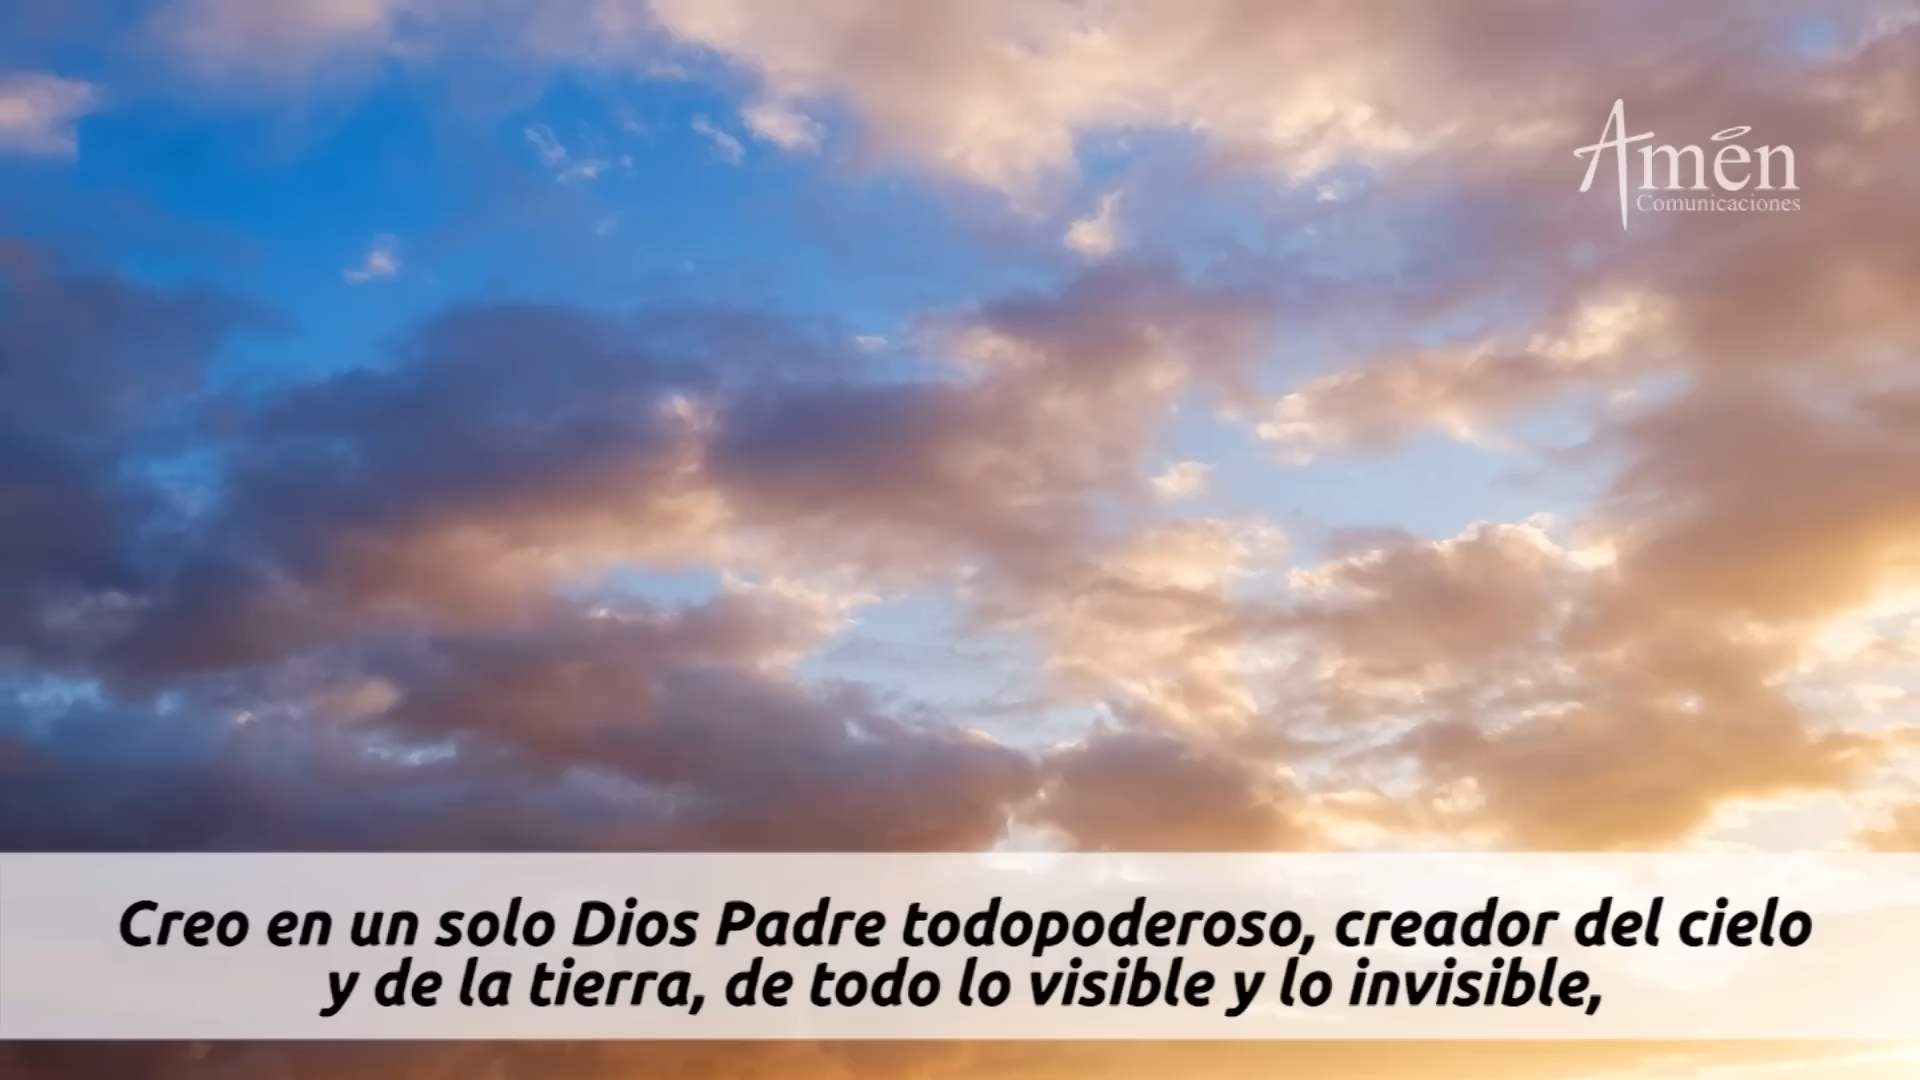 Amén
Comunicaciones
Creo en un solo Dios Padre todopoderoso, creador del cielo
y de la tierra, de todo lo visible y lo invisible,